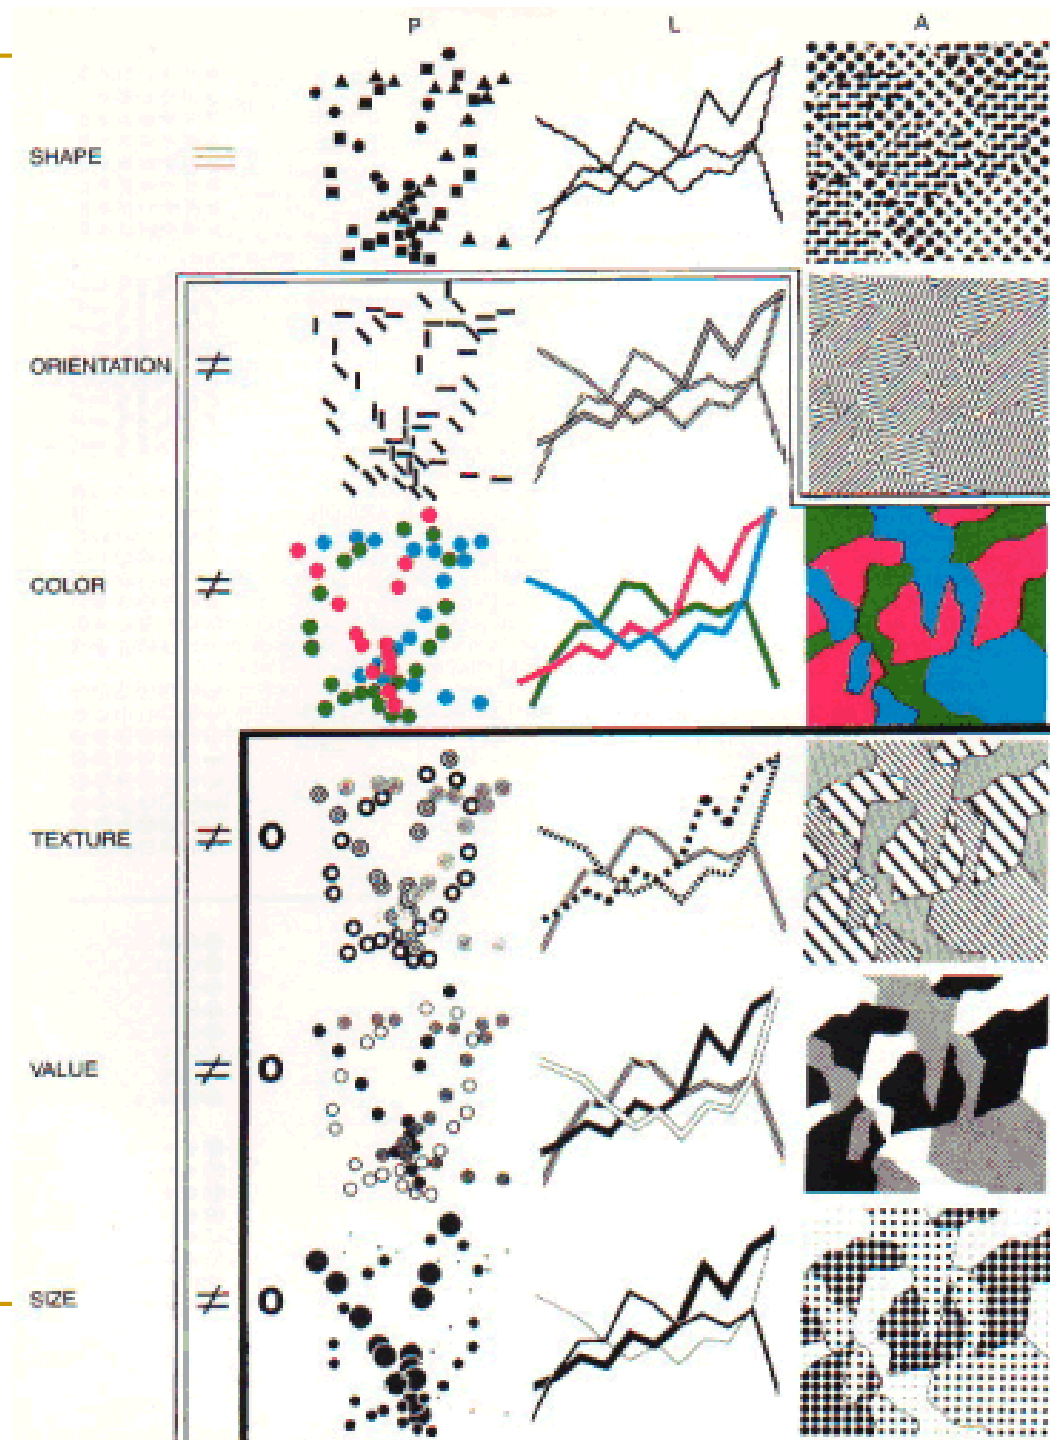 P L A
SHAPE
ORIENTATION ≠
COLOR ≠
TEXTURE ≠ O
VALUE ≠ O
SIZE ≠ O